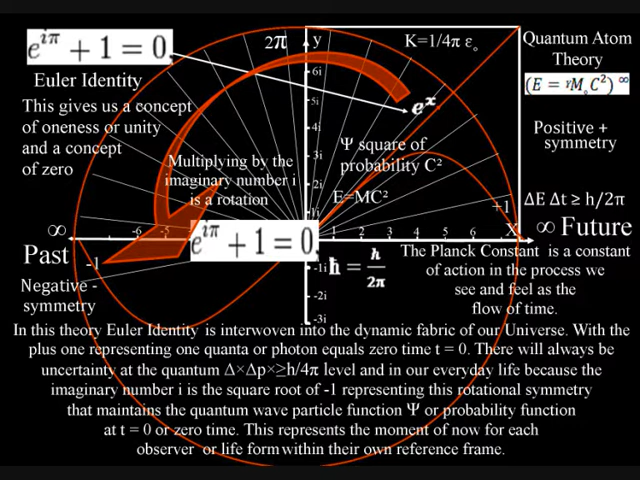 e^{iπ} + 1 = 0.
Euler Identity
This gives us a concept
of oneness or unity
and a concept
of zero
2π
y
K=1/4π ε₀
Quantum Atom
Theory
(E = ᵞM₀C²)^∞
Positive +
symmetry
ΔE Δt ≥ h/2π
∞ Future
6i
5i
4i
3i
2i
e^x
Ψ square of
probability C²
E=MC²
Multiplying by the
imaginary number i
is a rotation
+1
X
∞
-6 -5
1 2 3 4 5 6
Past
-1
Negative -
symmetry
e^{iπ} + 1 = 0.
-1i
-2i
-3i
ħ = h/2π
The Planck Constant is a constant
of action in the process we
see and feel as the
flow of time.
In this theory Euler Identity is interwoven into the dynamic fabric of our Universe. With the
plus one representing one quanta or photon equals zero time t = 0. There will always be
uncertainty at the quantum Δ×Δp×≥h/4π level and in our everyday life because the
imaginary number i is the square root of -1 representing this rotational symmetry
that maintains the quantum wave particle function Ψ or probability function
at t = 0 or zero time. This represents the moment of now for each
observer or life form within their own reference frame.